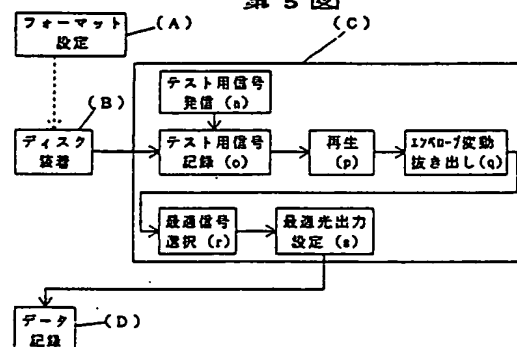 第5図
フォーマット
設定
(A)
(B)
(C)
テスト用信号
発信(n)
ディスク
装着
テスト用信号
記録(o)
再生
(p)
エンベロープ変動
抜き出し(q)
最適信号
選択(r)
最適光出力
設定(s)
データ
記録
(D)